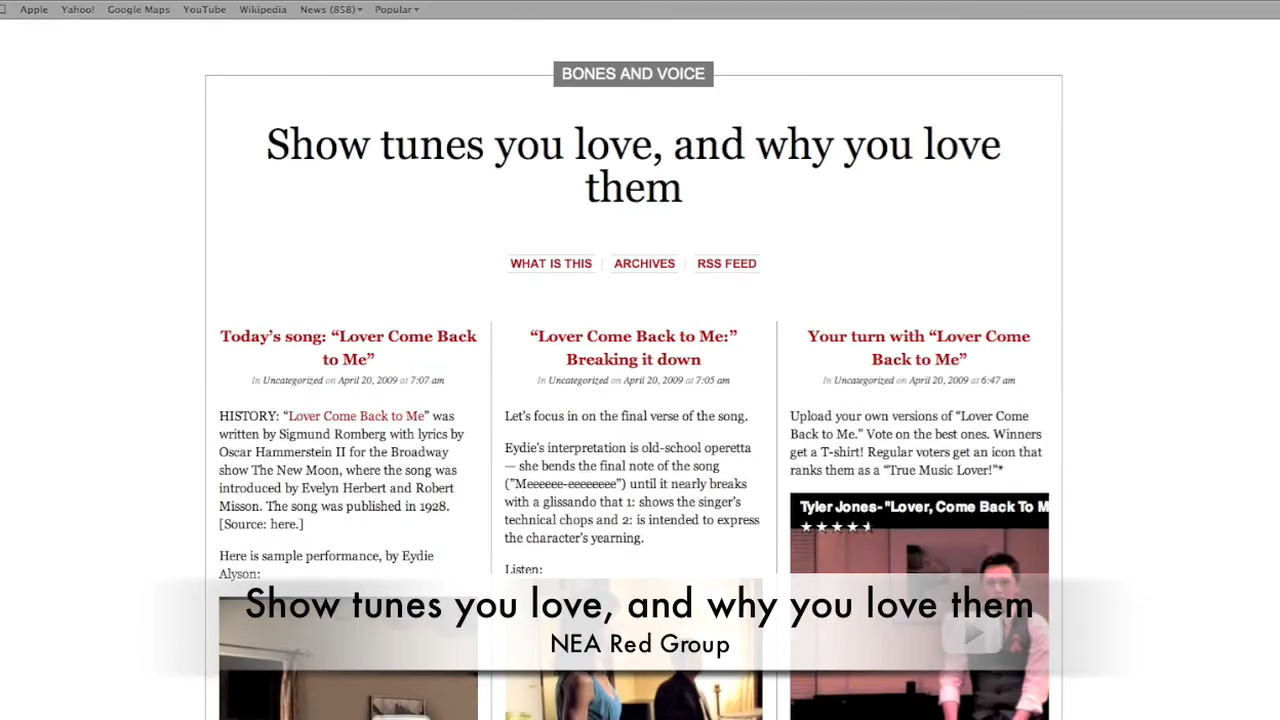 Apple Yahoo! Google Maps YouTube Wikipedia News (858) Popular
BONES AND VOICE
Show tunes you love, and why you love
them
WHAT IS THIS ARCHIVES RSS FEED
Today's song: “Lover Come Back
to Me”
In Uncategorized on April 20, 2009 at 7:07 am
HISTORY: “Lover Come Back to Me” was
written by Sigmund Romberg with lyrics by
Oscar Hammerstein II for the Broadway
show The New Moon, where the song was
introduced by Evelyn Herbert and Robert
Misson. The song was published in 1928.
[Source: here.]
Here is sample performance, by Eydie
Alyson:
“Lover Come Back to Me:”
Breaking it down
In Uncategorized on April 20, 2009 at 7:05 am
Let's focus in on the final verse of the song.
Eydie's interpretation is old-school operetta
— she bends the final note of the song
(”Meeeeee-eeeeeeee”) until it nearly breaks
with a glissando that 1: shows the singer's
technical chops and 2: is intended to express
the character's yearning.
Listen:
Your turn with “Lover Come
Back to Me”
In Uncategorized on April 20, 2009 at 6:47 am
Upload your own versions of “Lover Come
Back to Me.” Vote on the best ones. Winners
get a T-shirt! Regular voters get an icon that
ranks them as a “True Music Lover!”*
Tyler Jones- "Lover, Come Back To M
Show tunes you love, and why you love them
NEA Red Group